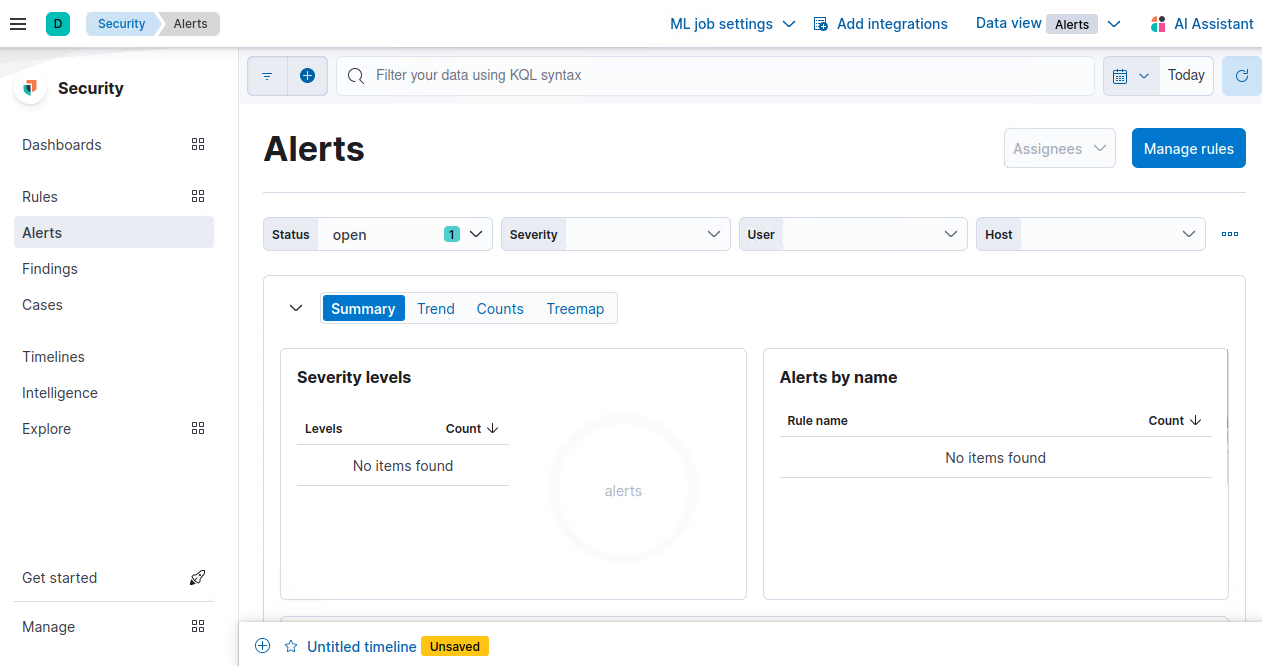 D Security Alerts ML job settings Add integrations Data view Alerts AI Assistant
Security
Filter your data using KQL syntax Today
Dashboards
Rules
Alerts
Findings
Cases
Timelines
Intelligence
Explore
Get started
Manage
Alerts
Assignees Manage rules
Status open 1 Severity User Host
Summary Trend Counts Treemap
Severity levels
Levels Count
No items found
alerts
Alerts by name
Rule name Count
No items found
Untitled timeline Unsaved